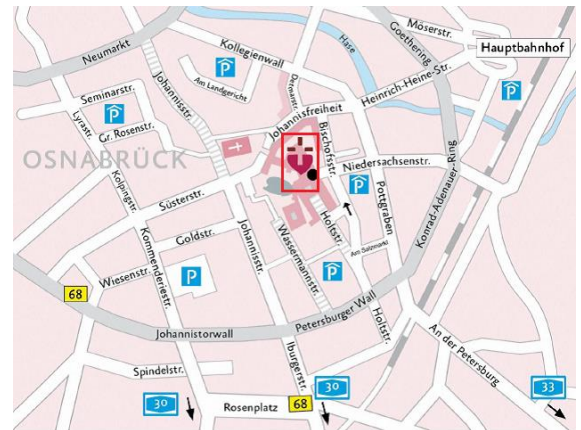 Möserstr.
Neumarkt
Kollegienwall
Hase
Goethering
Hauptbahnhof
P
P
Am Landgericht
Heinrich-Heine-Str.
Seminarstr.
Johannisstr.
Johannisfreiheit
P
Lyrastr.
Gr. Rosenstr.
Bischofsstr.
OSNABRÜCK
Niedersachsenstr.
P
Kolpingstr.
Süsterstr.
Pottgraben
Konrad-Adenauer-Ring
Goldstr.
Johannisstr.
Wassermannstr.
Holtstr.
Am Salzmarkt
Wiesenstr.
P
P
Kommenderiestr.
68
Johannistorwall
Petersburger Wall
Holtstr.
An der Petersburg
Spindelstr.
Iburgerstr.
30
Rosenplatz
68
30
33